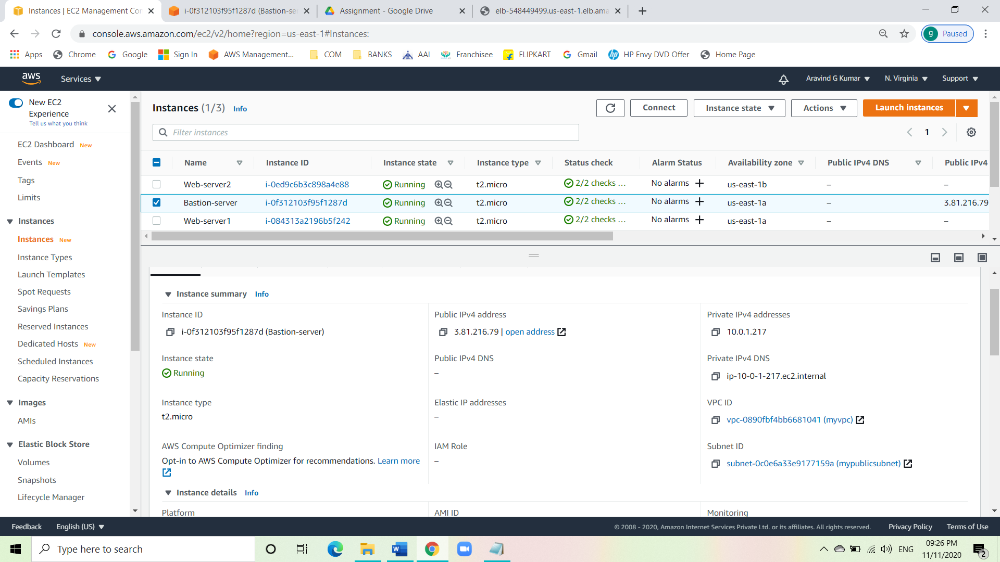 Instances | EC2 Management Con
i-0f312103f95f1287d (Bastion-ser
Assignment - Google Drive
elb-548449499.us-east-1.elb.ama
console.aws.amazon.com/ec2/v2/home?region=us-east-1#Instances:
g Paused
Apps Chrome Google Sign In AWS Management... COM BANKS AAI Franchisee FLIPKART Gmail HP Envy DVD Offer Home Page
aws Services Aravind G Kumar N. Virginia Support
New EC2
Experience
Tell us what you think
EC2 Dashboard New
Events New
Tags
Limits
Instances
Instances New
Instance Types
Launch Templates
Spot Requests
Savings Plans
Reserved Instances
Dedicated Hosts New
Scheduled Instances
Capacity Reservations
Images
AMIs
Elastic Block Store
Volumes
Snapshots
Lifecycle Manager
Instances (1/3) Info
Connect Instance state Actions Launch instances
Filter instances
1
Name Instance ID Instance state Instance type Status check Alarm Status Availability zone Public IPv4 DNS Public IPv4
Web-server2 i-0ed9c6b3c898a4e88 Running t2.micro 2/2 checks ... No alarms + us-east-1b – –
Bastion-server i-0f312103f95f1287d Running t2.micro 2/2 checks ... No alarms + us-east-1a – 3.81.216.79
Web-server1 i-084313a2196b5f242 Running t2.micro 2/2 checks ... No alarms + us-east-1a – –
Instance summary Info
Instance ID Public IPv4 address Private IPv4 addresses
i-0f312103f95f1287d (Bastion-server) 3.81.216.79 | open address 10.0.1.217
Instance state Public IPv4 DNS Private IPv4 DNS
Running – ip-10-0-1-217.ec2.internal
Instance type Elastic IP addresses VPC ID
t2.micro – vpc-0890fbf4bb6681041 (myvpc)
AWS Compute Optimizer finding IAM Role Subnet ID
Opt-in to AWS Compute Optimizer for recommendations. Learn more – subnet-0c0e6a33e9177159a (mypublicsubnet)
Instance details Info
Platform AMI ID Monitoring
Feedback English (US) © 2008 - 2020, Amazon Internet Services Private Ltd. or its affiliates. All rights reserved. Privacy Policy Terms of Use
Type here to search
ENG
09:26 PM
11/11/2020
2